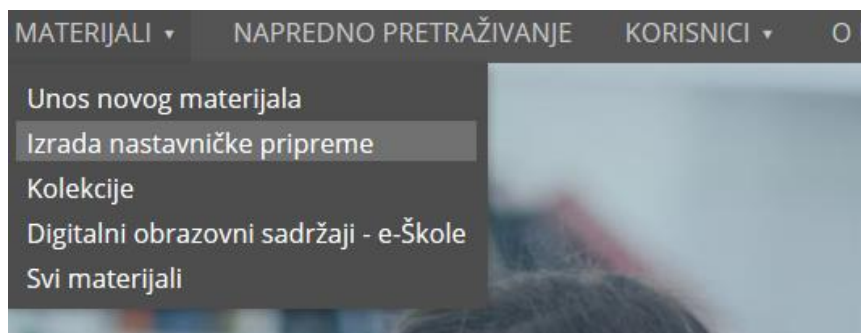 MATERIJALI ▾ NAPREDNO PRETRAŽIVANJE KORISNICI ▾ O
Unos novog materijala
Izrada nastavničke pripreme
Kolekcije
Digitalni obrazovni sadržaji - e-Škole
Svi materijali